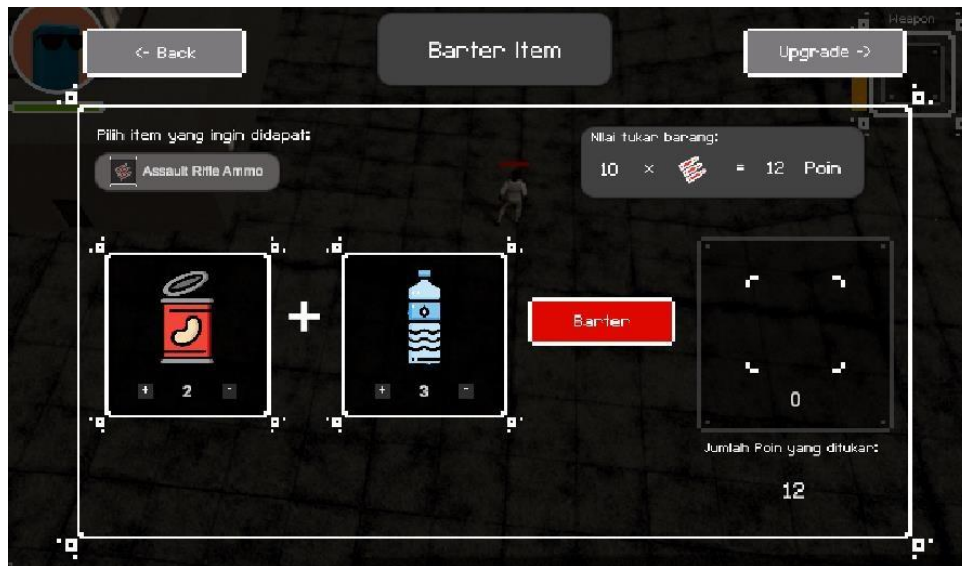 Weapon
<- Back
Barter Item
Upgrade ->
Pilih item yang ingin didapat:
Assault Rifle Ammo
Nilai tukar barang:
10 × = 12 Poin
+
+ 2 -
+ 3 -
Barter
0
Jumlah Poin yang ditukar:
12